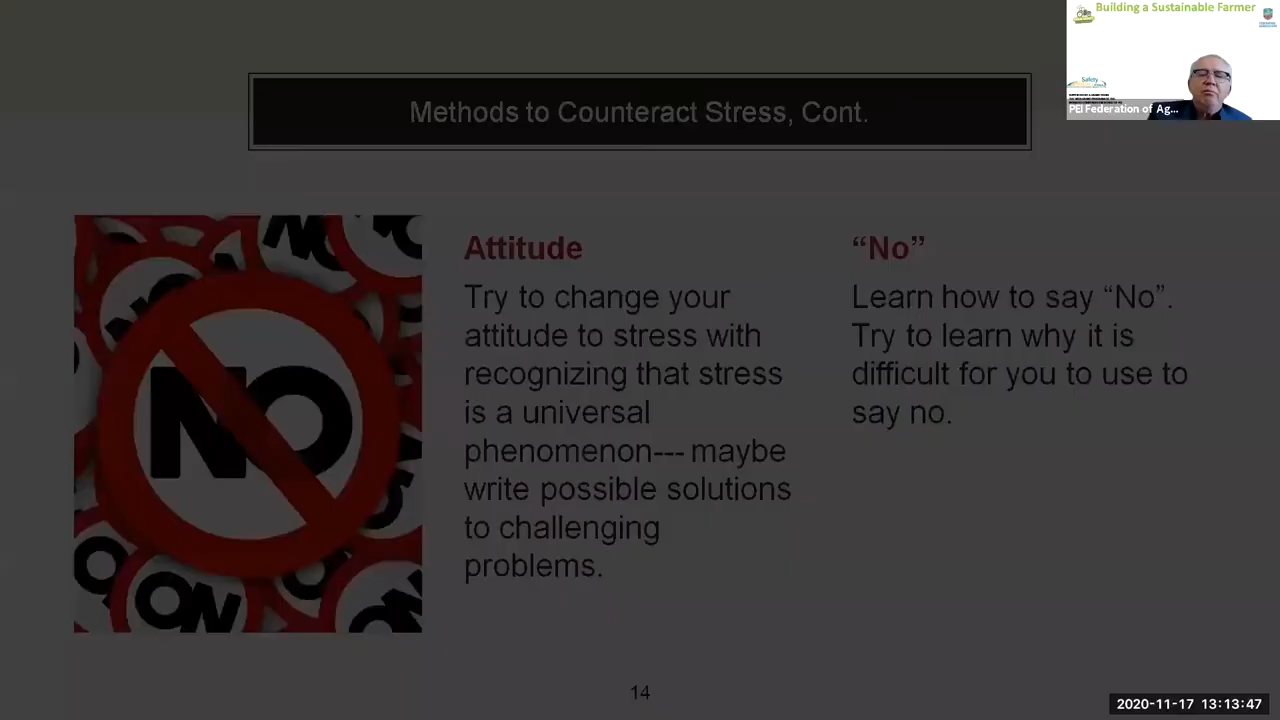 Building a Sustainable Farmer
Safety
PEI Federation of Ag...
Methods to Counteract Stress, Cont.
NO
Attitude
Try to change your
attitude to stress with
recognizing that stress
is a universal
phenomenon--- maybe
write possible solutions
to challenging
problems.
“No”
Learn how to say “No”.
Try to learn why it is
difficult for you to use to
say no.
14
2020-11-17 13:13:47